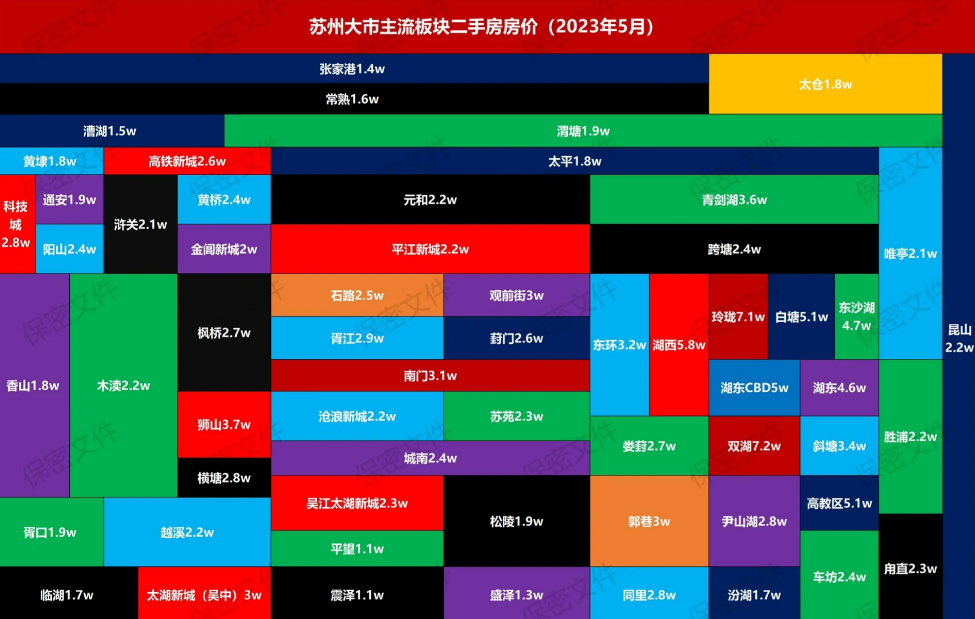 苏州大市主流板块二手房房价（2023年5月）
张家港1.4w
太仓1.8w
常熟1.6w
漕湖1.5w
渭塘1.9w
黄埭1.8w
高铁新城2.6w
太平1.8w
科技
城
2.8w
通安1.9w
浒关2.1w
黄桥2.4w
元和2.2w
青剑湖3.6w
唯亭2.1w
阳山2.4w
金阊新城2w
平江新城2.2w
跨塘2.4w
昆山
2.2w
香山1.8w
木渎2.2w
枫桥2.7w
石路2.5w
观前街3w
东环3.2w
湖西5.8w
玲珑7.1w
白塘5.1w
东沙湖
4.7w
胥江2.9w
葑门2.6w
南门3.1w
湖东CBD5w
湖东4.6w
狮山3.7w
沧浪新城2.2w
苏苑2.3w
娄葑2.7w
双湖7.2w
斜塘3.4w
胜浦2.2w
城南2.4w
横塘2.8w
吴江太湖新城2.3w
松陵1.9w
郭巷3w
尹山湖2.8w
高教区5.1w
胥口1.9w
越溪2.2w
平望1.1w
车坊2.4w
甪直2.3w
临湖1.7w
太湖新城（吴中）3w
震泽1.1w
盛泽1.3w
同里2.8w
汾湖1.7w
保密文件